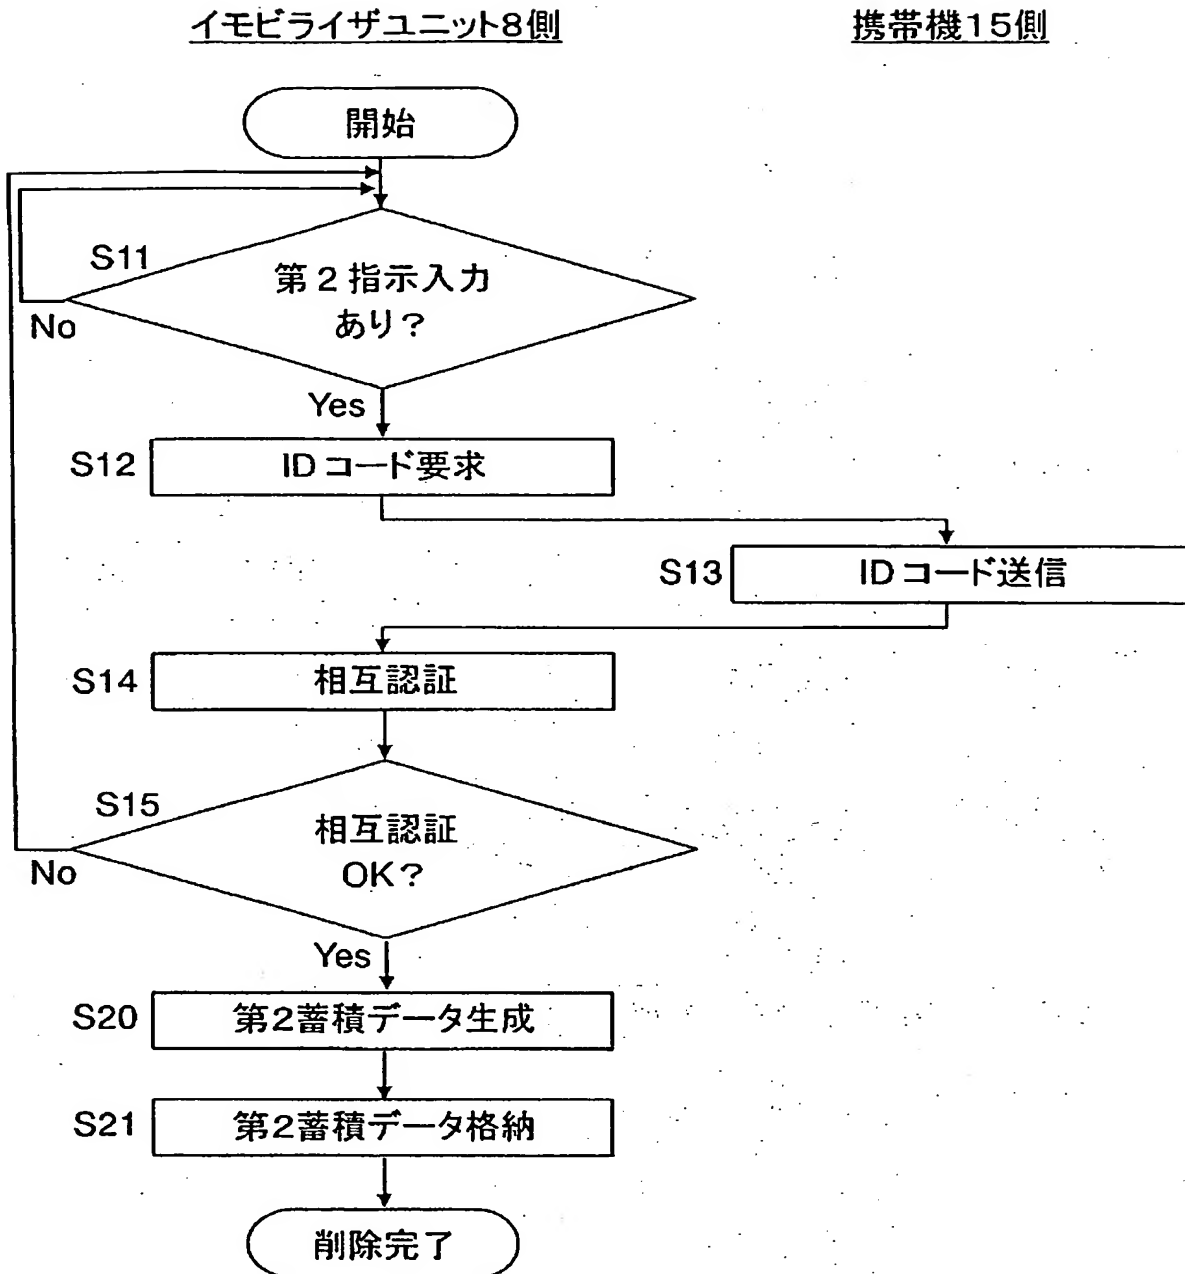 イモビライザユニット8側
携帯機15側
開始
S11
第2指示入力
あり?
No
Yes
S12
IDコード要求
S13
IDコード送信
S14
相互認証
S15
相互認証
OK?
No
Yes
S20
第2蓄積データ生成
S21
第2蓄積データ格納
削除完了